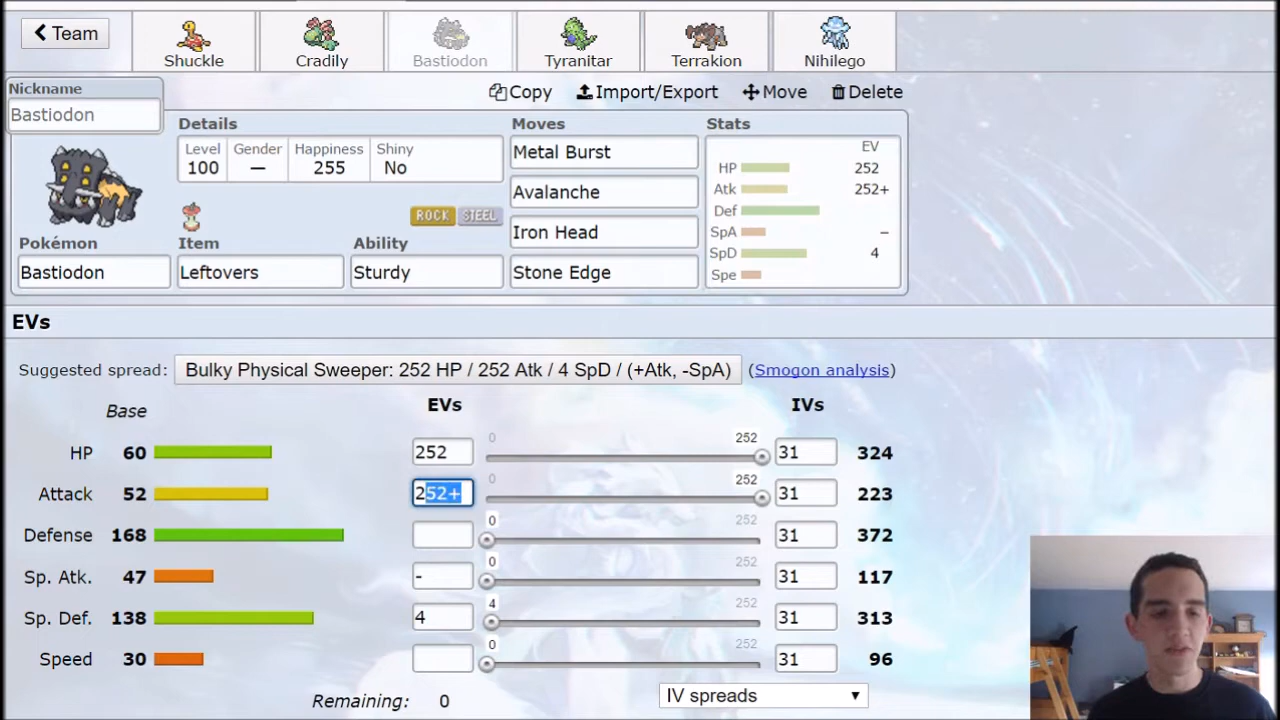 Team
Shuckle
Cradily
Bastiodon
Tyranitar
Terrakion
Nihilego
Nickname
Bastiodon
Copy
Import/Export
Move
Delete
Details
Level Gender Happiness Shiny
100 — 255 No
ROCK STEEL
Pokémon
Bastiodon
Item
Leftovers
Ability
Sturdy
Moves
Metal Burst
Avalanche
Iron Head
Stone Edge
Stats
EV
HP 252
Atk 252+
Def
SpA –
SpD 4
Spe
EVs
Suggested spread: Bulky Physical Sweeper: 252 HP / 252 Atk / 4 SpD / (+Atk, -SpA) (Smogon analysis)
Base EVs IVs
HP 60 252 0 252 31 324
Attack 52 252+ 0 252 31 223
Defense 168 0 252 31 372
Sp. Atk. 47 - 0 252 31 117
Sp. Def. 138 4 4 252 31 313
Speed 30 0 252 31 96
Remaining: 0
IV spreads